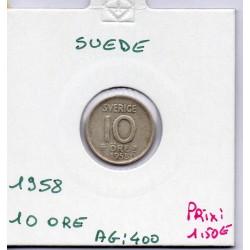 SUEDE
SVERIGE
10
ÖRE
1958
1958
10 ORE
AG:400
PRIX:
1.50€